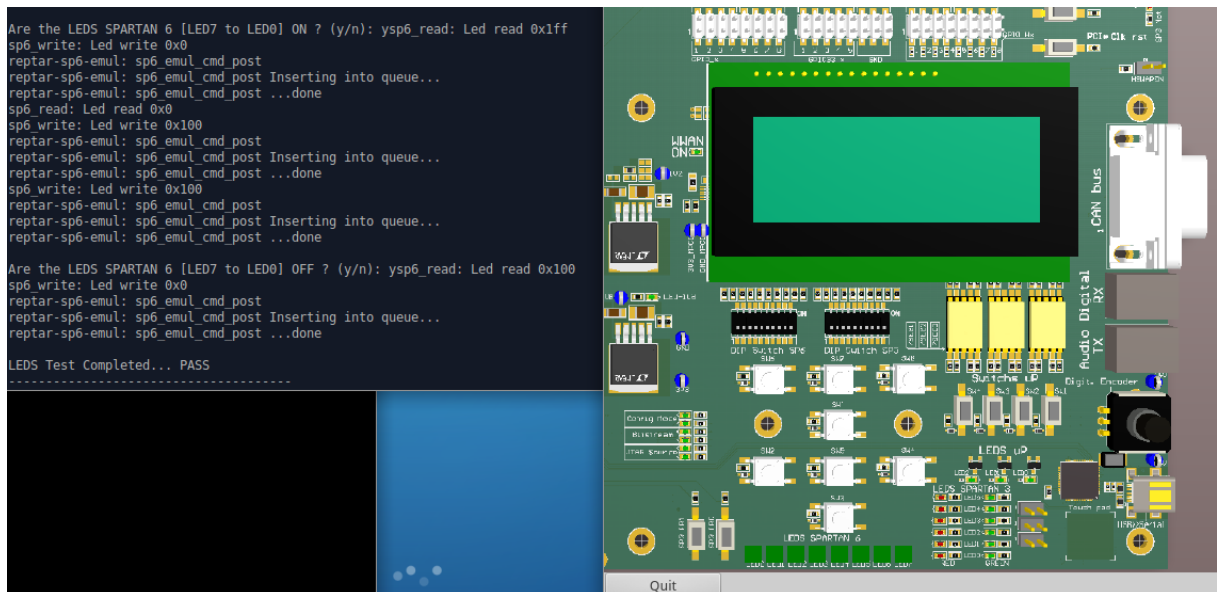 Are the LEDS SPARTAN 6 [LED7 to LED0] ON ? (y/n): ysp6_read: Led read 0x1ff
sp6_write: Led write 0x0
reptar-sp6-emul: sp6_emul_cmd_post
reptar-sp6-emul: sp6_emul_cmd_post Inserting into queue...
reptar-sp6-emul: sp6_emul_cmd_post ...done
sp6_read: Led read 0x0
sp6_write: Led write 0x100
reptar-sp6-emul: sp6_emul_cmd_post
reptar-sp6-emul: sp6_emul_cmd_post Inserting into queue...
reptar-sp6-emul: sp6_emul_cmd_post ...done
sp6_write: Led write 0x100
reptar-sp6-emul: sp6_emul_cmd_post
reptar-sp6-emul: sp6_emul_cmd_post Inserting into queue...
reptar-sp6-emul: sp6_emul_cmd_post ...done
Are the LEDS SPARTAN 6 [LED7 to LED0] OFF ? (y/n): ysp6_read: Led read 0x100
sp6_write: Led write 0x0
reptar-sp6-emul: sp6_emul_cmd_post
reptar-sp6-emul: sp6_emul_cmd_post Inserting into queue...
reptar-sp6-emul: sp6_emul_cmd_post ...done
LEDS Test Completed... PASS
---------------------------------------
PCIe Clk rst
WWAN
ON
CAN bus
Audio Digital
RX
TX
DIP Switch SP6
DIP Switch SP3
Switchs uP
Digit. Encoder
Config Mode
Bitstream
JTAG Source
LEDS uP
LEDS SPARTAN 3
RED
GREEN
Touch pad
LEDS SPARTAN 6
Quit